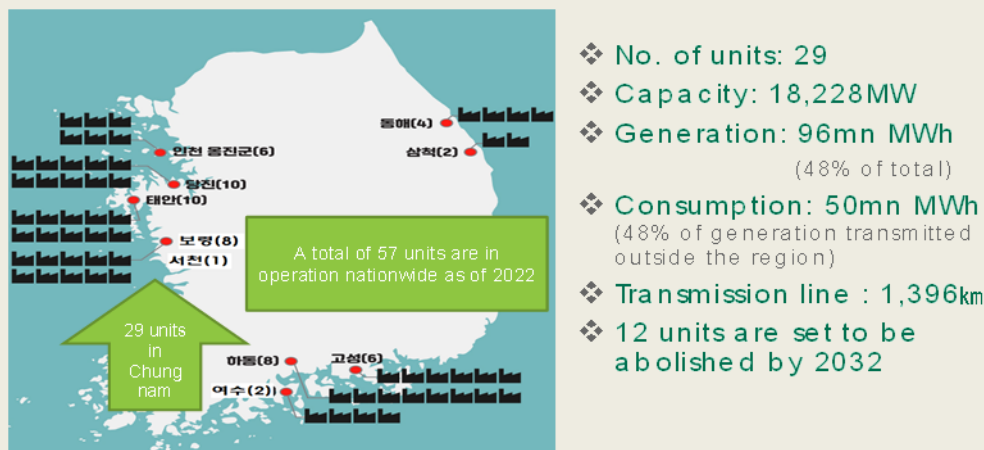 동해(4)
삼척(2)
인천 옹진군(6)
당진(10)
태안(10)
보령(8)
서천(1)
A total of 57 units are in
operation nationwide as of 2022
29 units
in
Chung
nam
하동(8)
고성(6)
여수(2)
No. of units: 29
Capacity: 18,228MW
Generation: 96mn MWh
(48% of total)
Consumption: 50mn MWh
(48% of generation transmitted
outside the region)
Transmission line : 1,396km
12 units are set to be
abolished by 2032